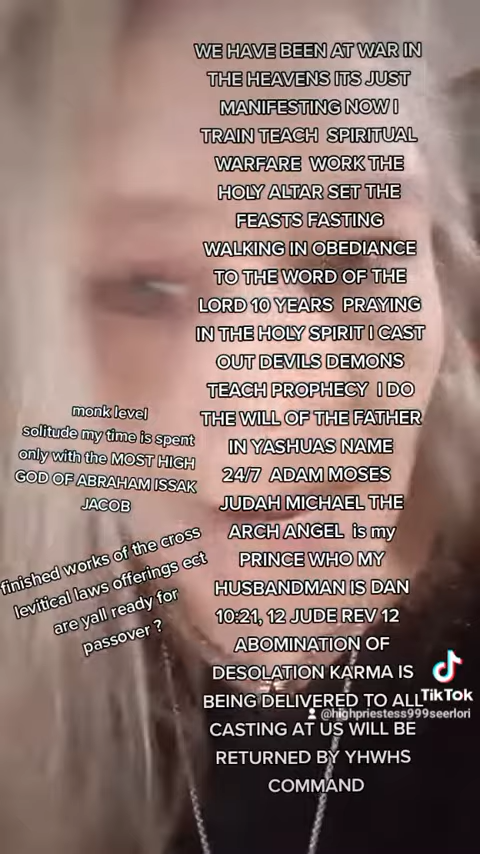 WE HAVE BEEN AT WAR IN
THE HEAVENS ITS JUST
MANIFESTING NOW I
TRAIN TEACH SPIRITUAL
WARFARE WORK THE
HOLY ALTAR SET THE
FEASTS FASTING
WALKING IN OBEDIANCE
TO THE WORD OF THE
LORD 10 YEARS PRAYING
IN THE HOLY SPIRIT I CAST
OUT DEVILS DEMONS
TEACH PROPHECY I DO
THE WILL OF THE FATHER
IN YASHUAS NAME
24/7 ADAM MOSES
JUDAH MICHAEL THE
ARCH ANGEL is my
PRINCE WHO MY
HUSBANDMAN IS DAN
10:21, 12 JUDE REV 12
ABOMINATION OF
DESOLATION KARMA IS
BEING DELIVERED TO ALL
CASTING AT US WILL BE
RETURNED BY YHWHS
COMMAND
monk level
solitude my time is spent
only with the MOST HIGH
GOD OF ABRAHAM ISSAK
JACOB
finished works of the cross
levitical laws offerings ect
are yall ready for
passover ?
TikTok
@highpriestess999seerlori